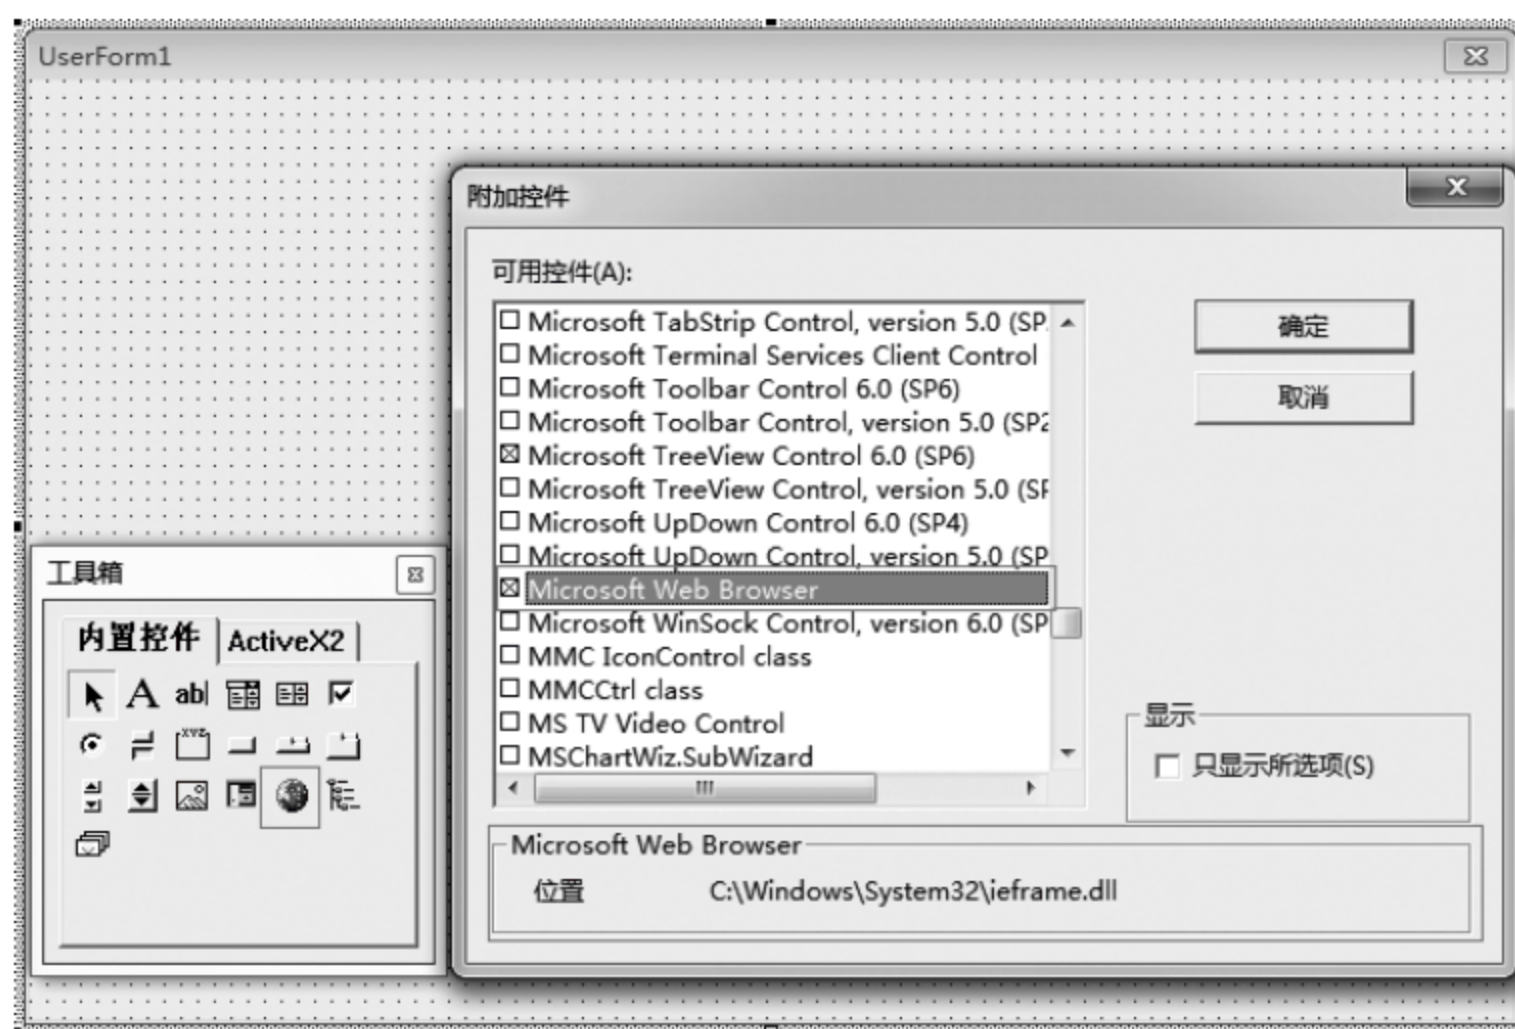 UserForm1
附加控件
可用控件(A):
Microsoft TabStrip Control, version 5.0 (SP
Microsoft Terminal Services Client Control
Microsoft Toolbar Control 6.0 (SP6)
Microsoft Toolbar Control, version 5.0 (SP2
Microsoft TreeView Control 6.0 (SP6)
Microsoft TreeView Control, version 5.0 (SP
Microsoft UpDown Control 6.0 (SP4)
Microsoft UpDown Control, version 5.0 (SP
Microsoft Web Browser
Microsoft WinSock Control, version 6.0 (SP
MMC IconControl class
MMCCtrl class
MS TV Video Control
MSChartWiz.SubWizard
确定
取消
显示
只显示所选项(S)
Microsoft Web Browser
位置 C:\Windows\System32\ieframe.dll
工具箱
内置控件 ActiveX2
A ab|
XYZ